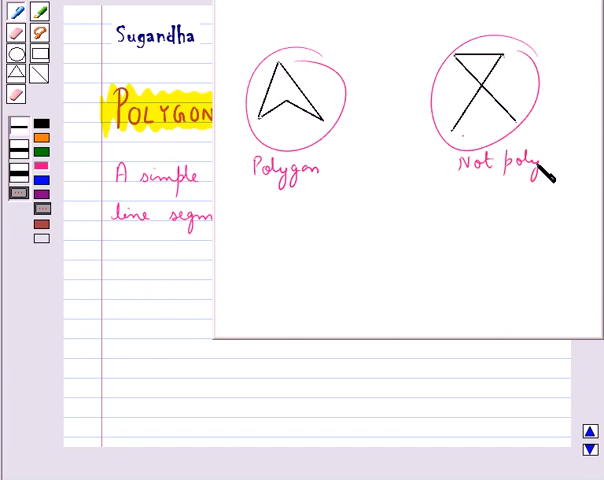 Sugandha
POLYGON
A simple
line segm
Polygon
Not poly